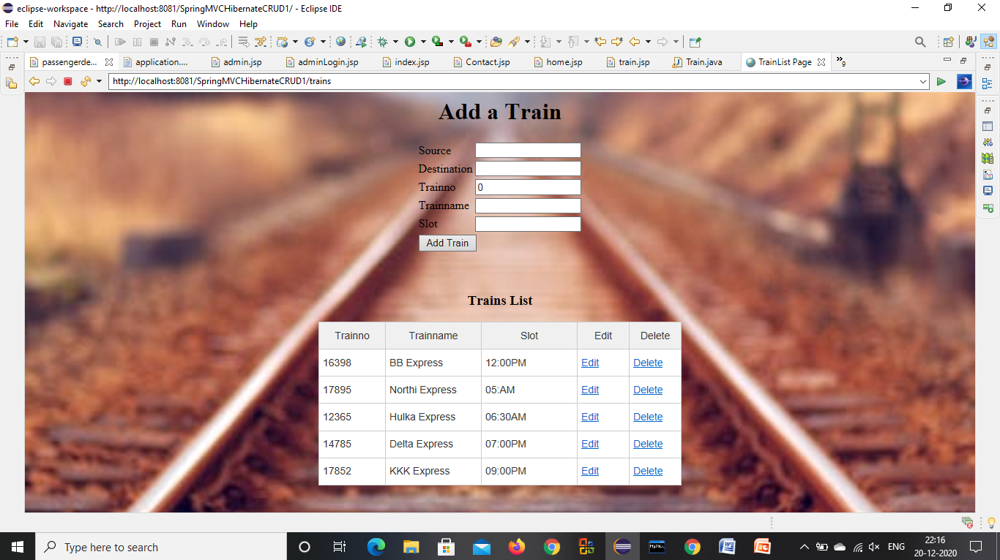 eclipse-workspace - http://localhost:8081/SpringMVCHibernateCRUD1/ - Eclipse IDE
File Edit Navigate Search Project Run Window Help
passengerde... application.... admin.jsp adminLogin.jsp index.jsp Contact.jsp home.jsp train.jsp Train.java TrainList Page »9
http://localhost:8081/SpringMVCHibernateCRUD1/trains
Add a Train
Source
Destination
Trainno 0
Trainname
Slot
Add Train
Trains List
Trainno Trainname Slot Edit Delete
16398 BB Express 12:00PM Edit Delete
17895 Northi Express 05:AM Edit Delete
12365 Hulka Express 06:30AM Edit Delete
14785 Delta Express 07:00PM Edit Delete
17852 KKK Express 09:00PM Edit Delete
Type here to search
MySQL
ENG
22:16
20-12-2020